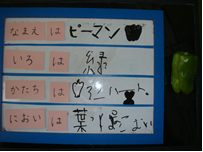 なまえ は ピーマン
いろ は 緑
かたち は ハート
におい は 葉っぱ